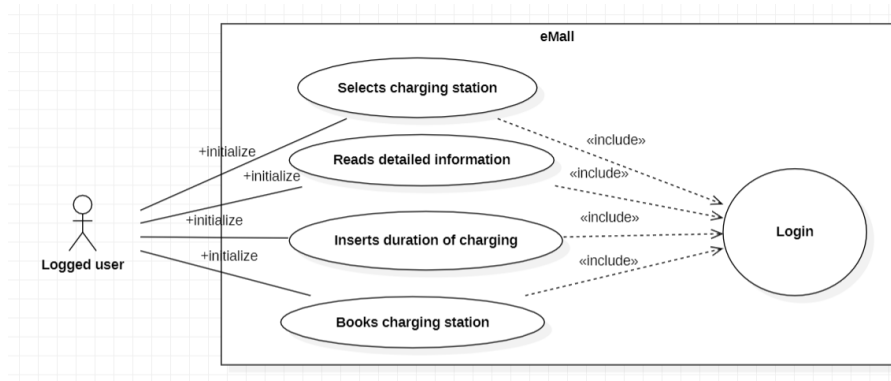 eMall
Selects charging station
«include»
+initialize
Reads detailed information
«include»
+initialize
+initialize
«include»
Inserts duration of charging
Login
+initialize
«include»
Logged user
Books charging station